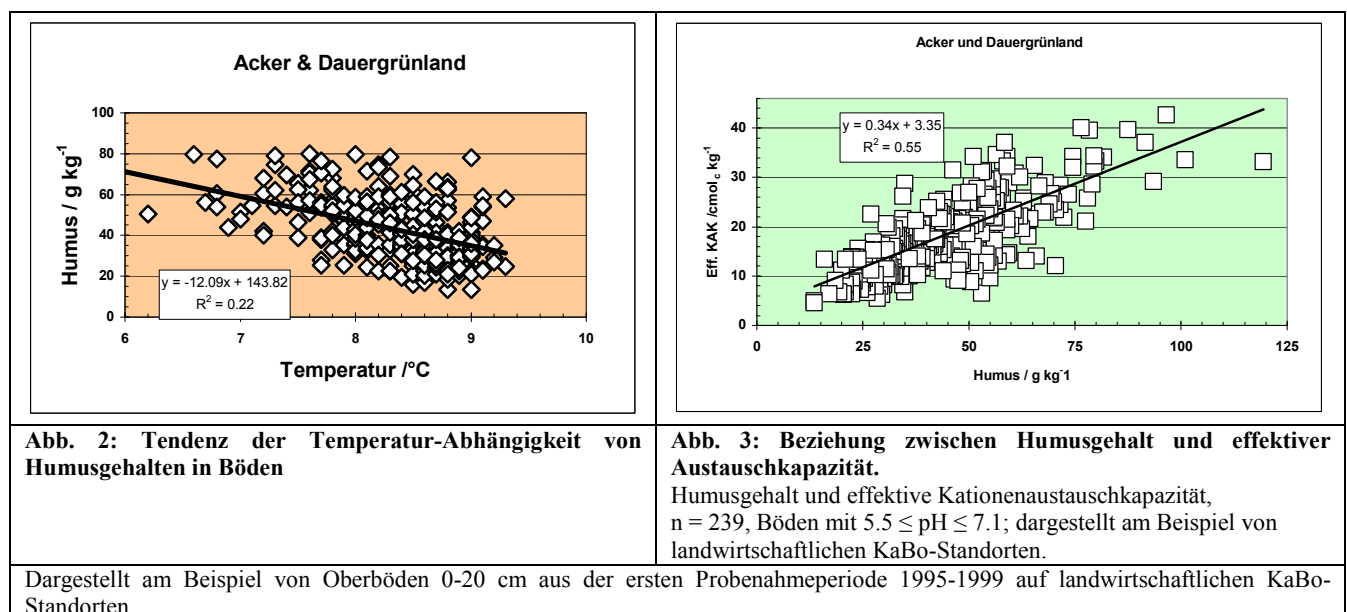 Acker & Dauergrünland
Humus / g kg-1
100
80
60
40
20
0
y = -12.09x + 143.82
R2 = 0.22
6 7 8 9 10
Temperatur /°C
Acker und Dauergrünland
Eff. KAK /cmol c kg-1
40
30
20
10
0
y = 0.34x + 3.35
R2 = 0.55
0 25 50 75 100 125
Humus / g kg-1
Abb. 2: Tendenz der Temperatur-Abhängigkeit von
Humusgehalten in Böden
Abb. 3: Beziehung zwischen Humusgehalt und effektiver
Austauschkapazität.
Humusgehalt und effektive Kationenaustauschkapazität,
n = 239, Böden mit 5.5 ≤ pH ≤ 7.1; dargestellt am Beispiel von
landwirtschaftlichen KaBo-Standorten.
Dargestellt am Beispiel von Oberböden 0-20 cm aus der ersten Probenahmeperiode 1995-1999 auf landwirtschaftlichen KaBo-
Standorten